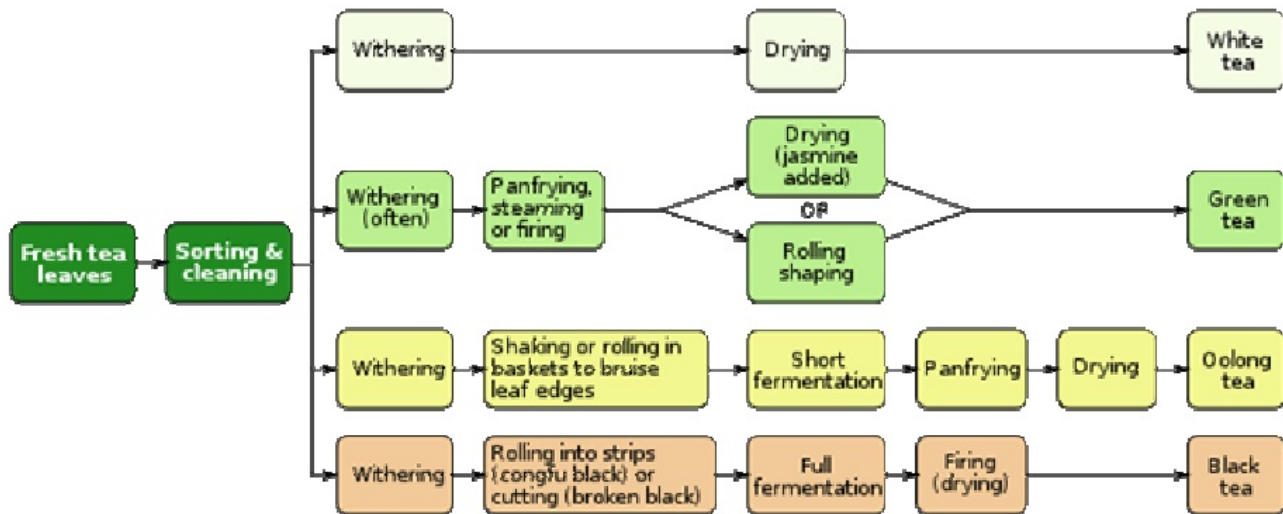 Withering
Drying
White
tea
Withering
(often)
Panfrying,
steaming
or firing
Drying
(jasmine
added)
OR
Rolling
shaping
Green
tea
Fresh tea
leaves
Sorting &
cleaning
Withering
Shaking or rolling in
baskets to bruise
leaf edges
Short
fermentation
Panfrying
Drying
Oolong
tea
Withering
Rolling into strips
(congfu black) or
cutting (broken black)
Full
fermentation
Firing
(drying)
Black
tea